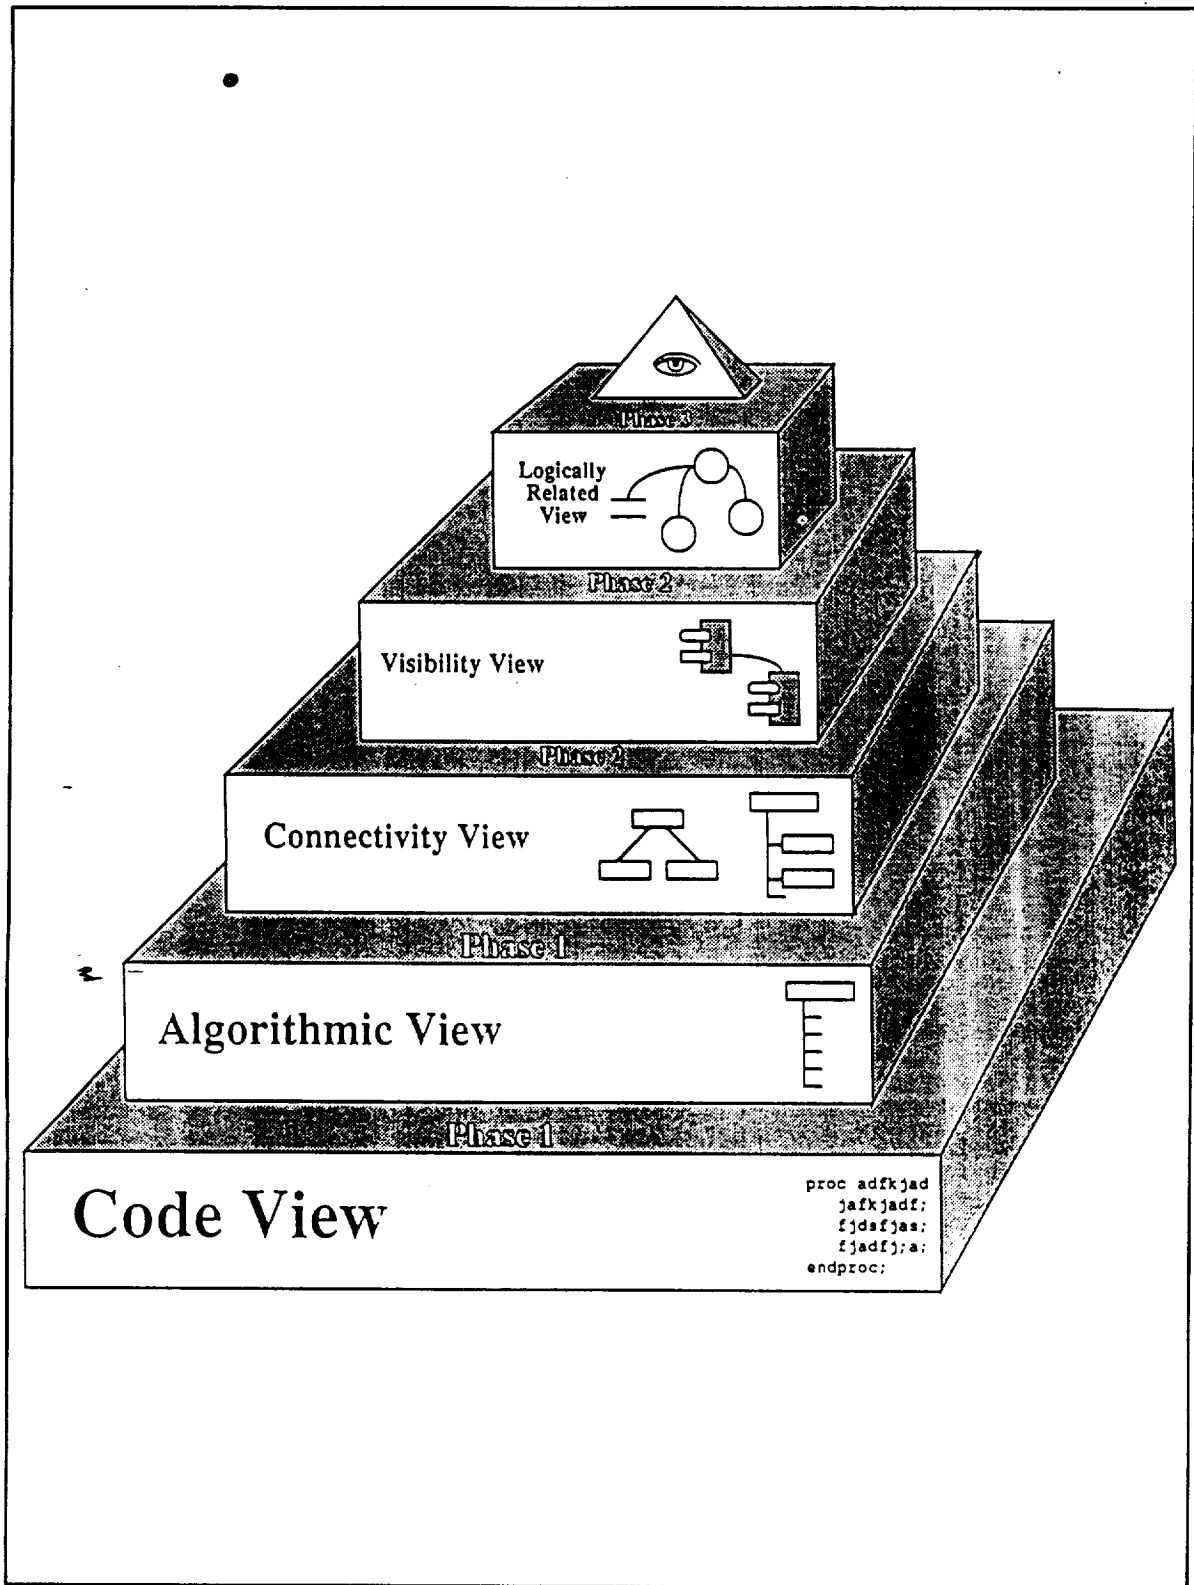 Phase 3
Logically
Related
View
Phase 2
Visibility View
Phase 2
Connectivity View
Phase 1
Algorithmic View
Phase 1
Code View
proc adfkjad
jafkjadf;
fjdsfjas;
fjadfj;a;
endproc;